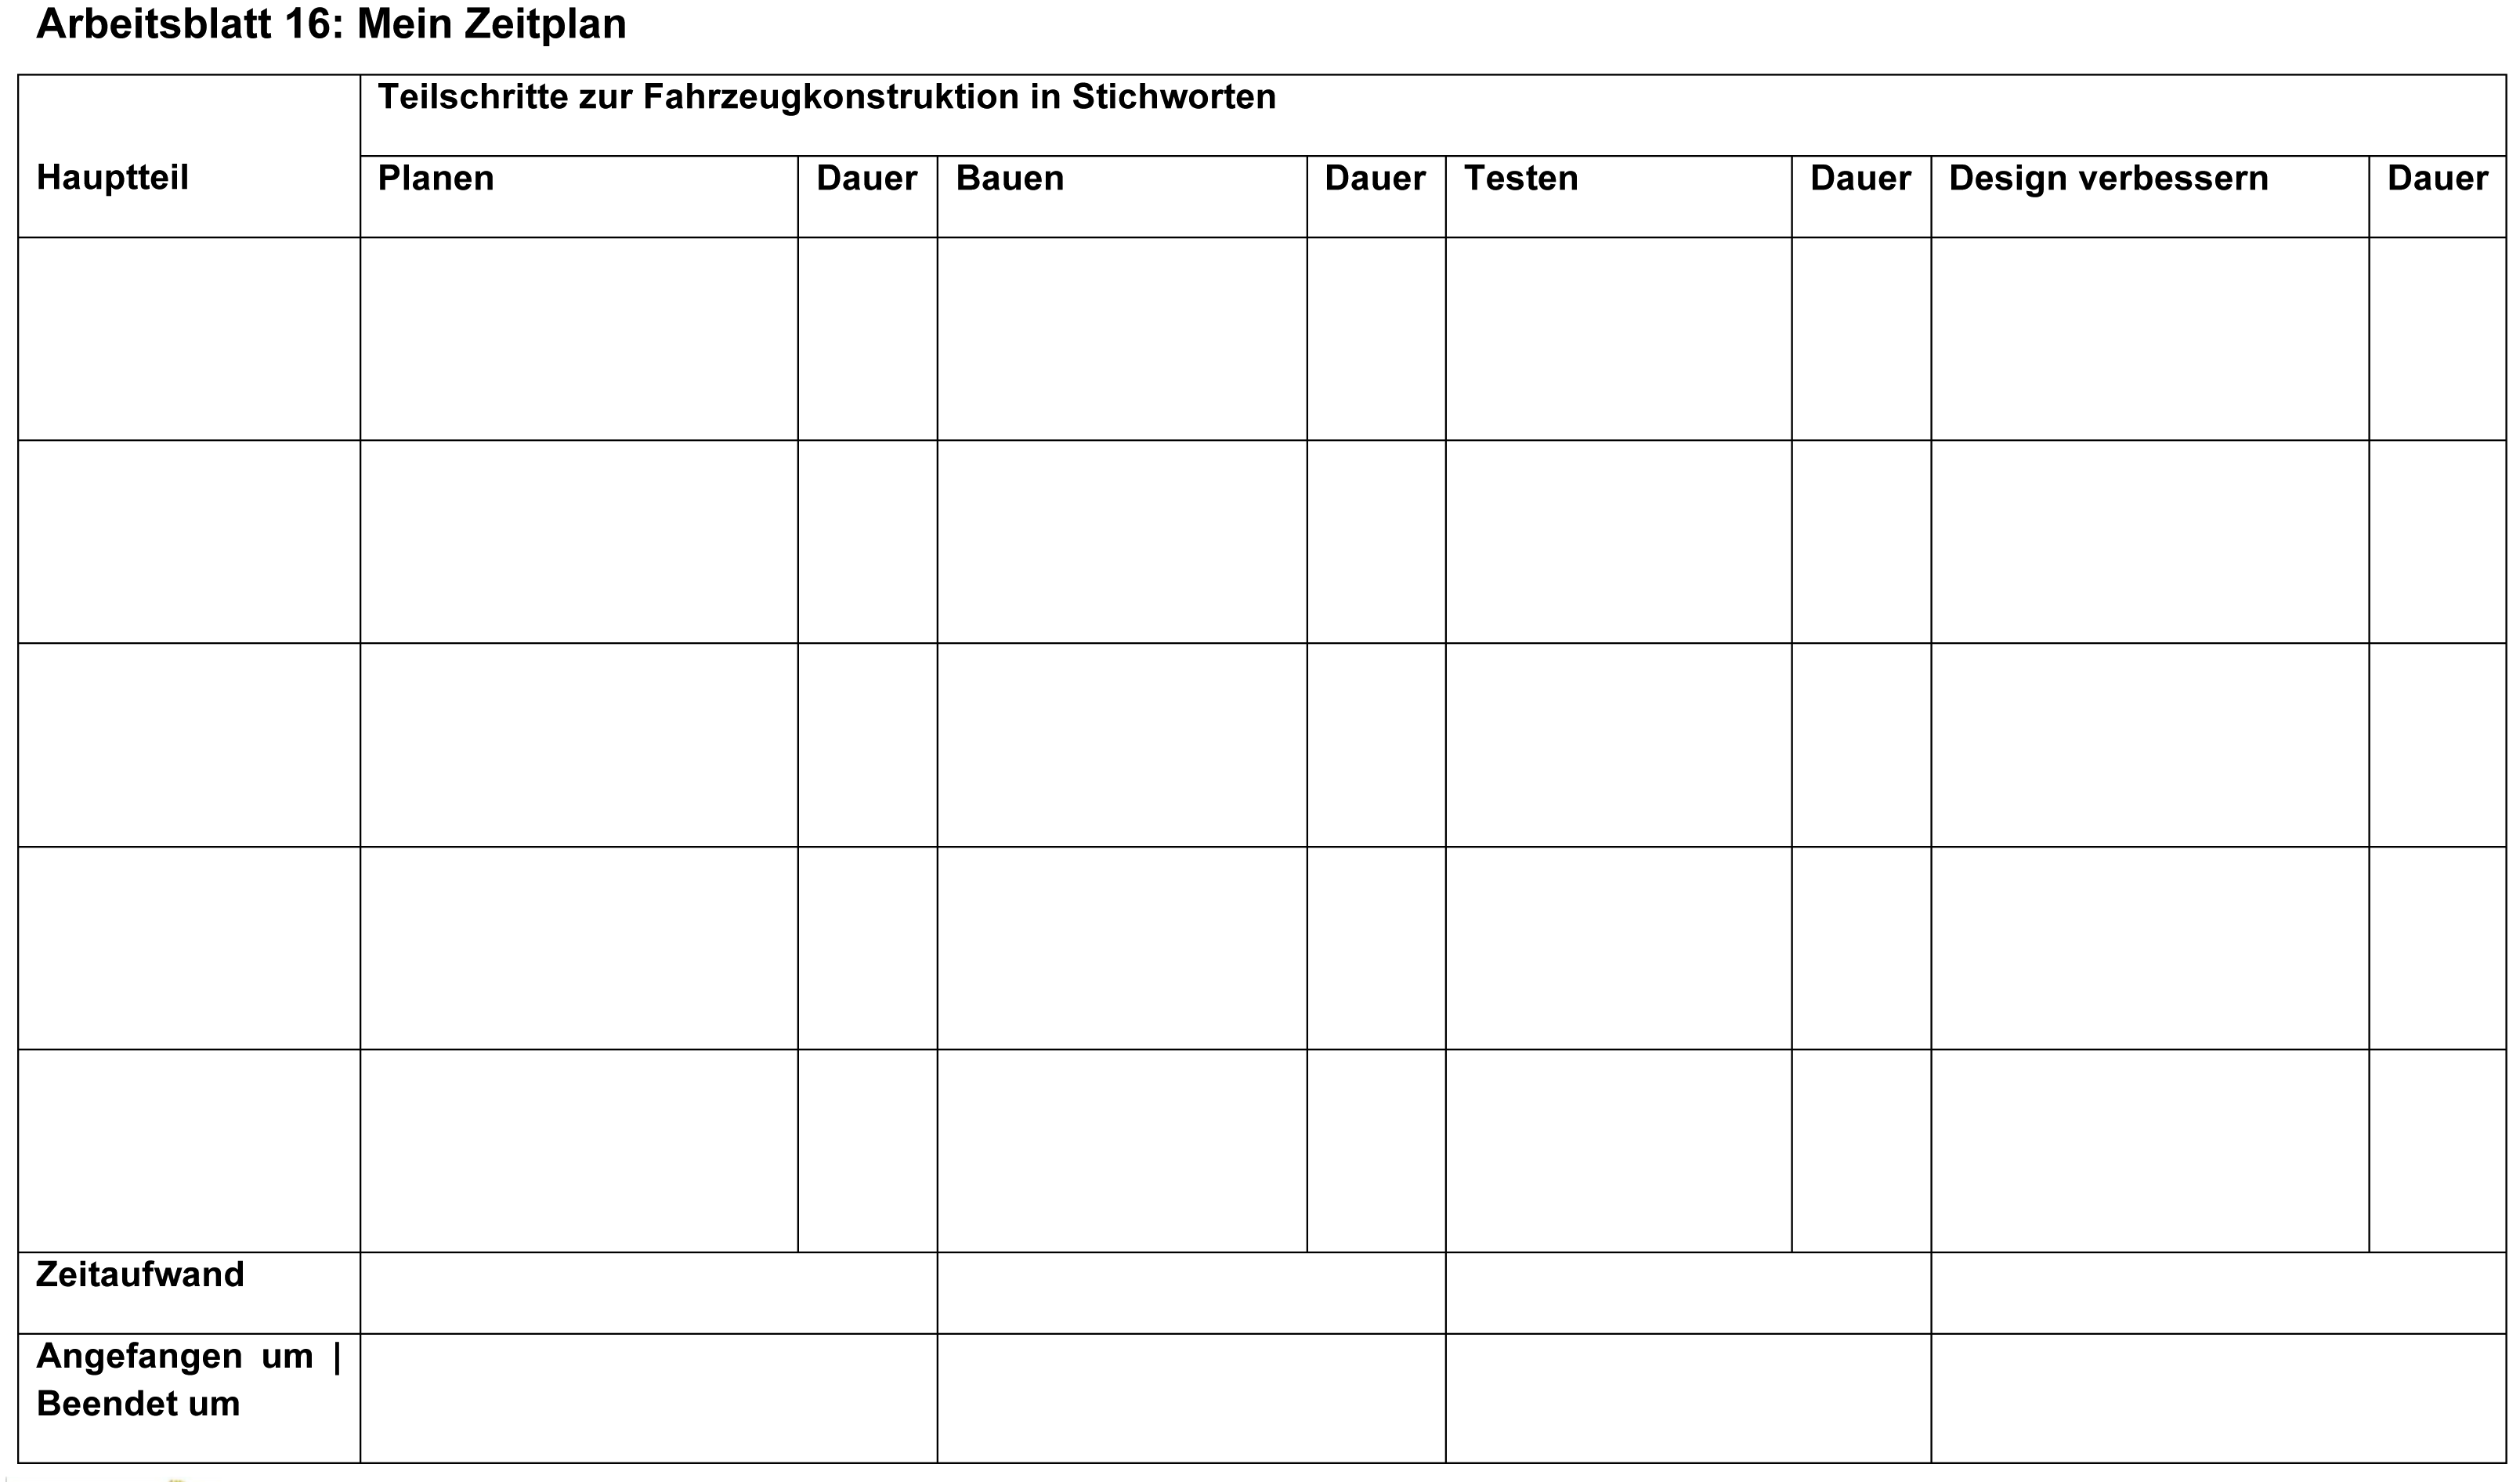 Arbeitsblatt 16: Mein Zeitplan
Teilschritte zur Fahrzeugkonstruktion in Stichworten
Hauptteil Planen Dauer Bauen Dauer Testen Dauer Design verbessern Dauer
Zeitaufwand
Angefangen um |
Beendet um